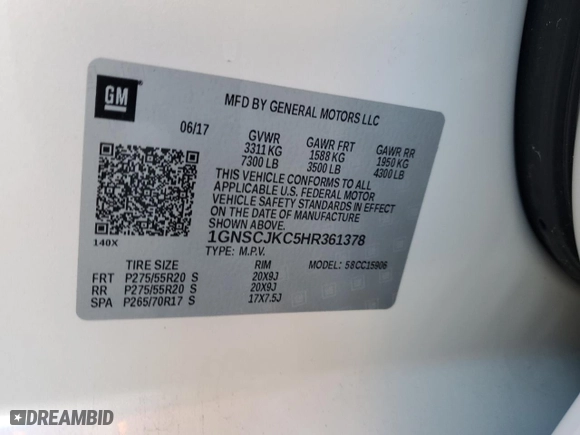 GM
MFD BY GENERAL MOTORS LLC
06/17
GVWR GAWR FRT GAWR RR
3311 KG 1588 KG 1950 KG
7300 LB 3500 LB 4300 LB
THIS VEHICLE CONFORMS TO ALL
APPLICABLE U.S. FEDERAL MOTOR
VEHICLE SAFETY STANDARDS IN EFFECT
ON THE DATE OF MANUFACTURE
SHOWN ABOVE.
1GNSCJKC5HR361378
140X
TYPE: M.P.V. MODEL: 58CC15906
TIRE SIZE RIM
FRT P275/55R20 S 20X9J
RR P275/55R20 S 20X9J
SPA P265/70R17 S 17X7.5J
DREAMBID